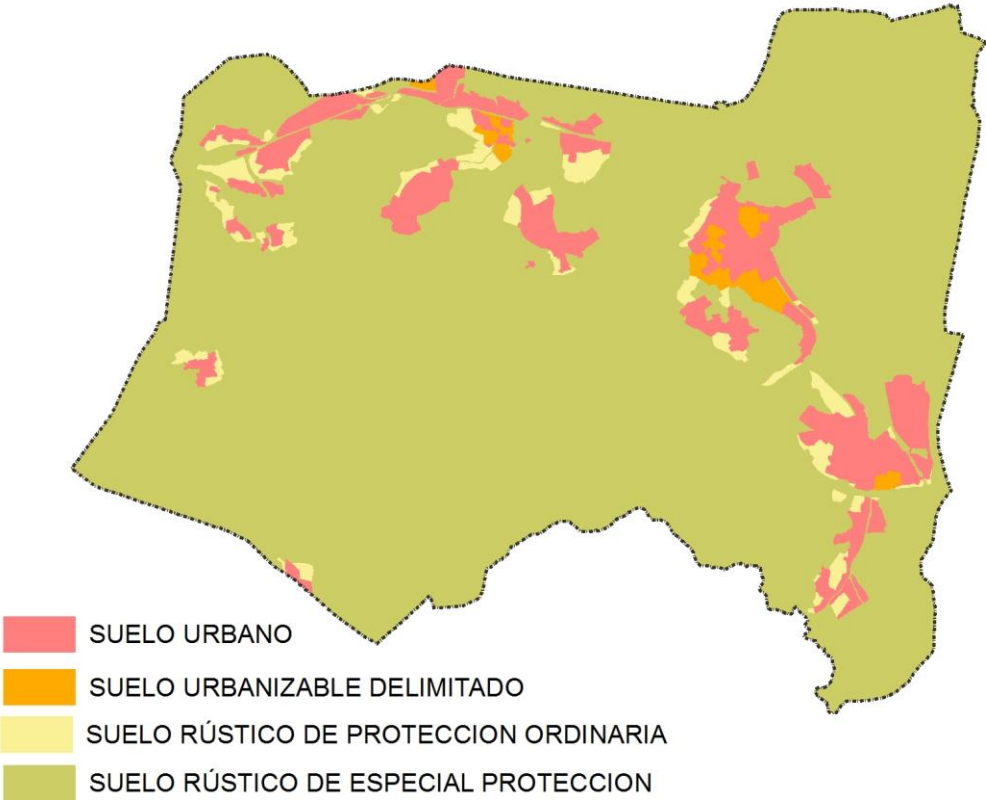 SUELO URBANO
SUELO URBANIZABLE DELIMITADO
SUELO RÚSTICO DE PROTECCION ORDINARIA
SUELO RÚSTICO DE ESPECIAL PROTECCION